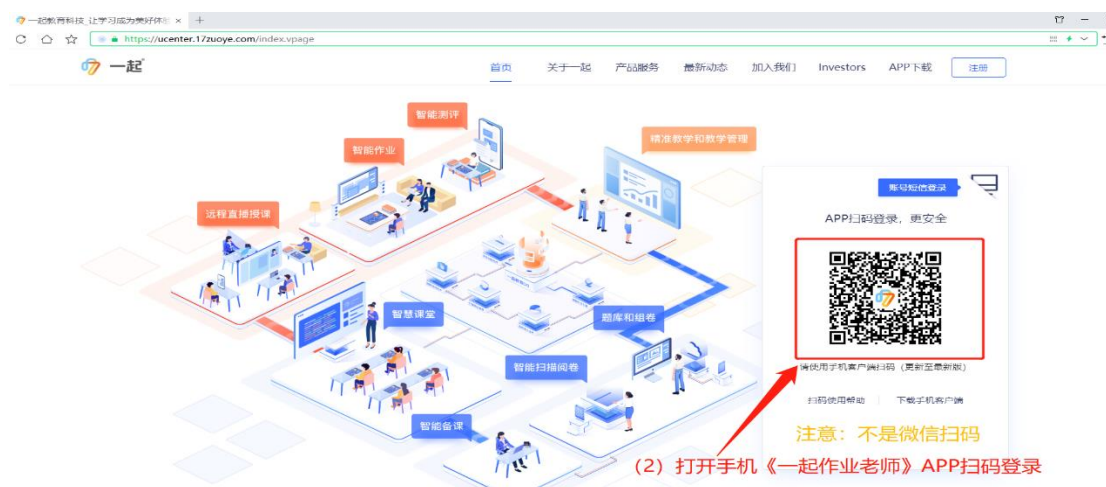 一起教育科技_让学习成为美好体验
https://ucenter.17zuoye.com/index.vpage
一起 首页 关于一起 产品服务 最新动态 加入我们 Investors APP下载 注册
智能测评
智能作业
精准教学和教学管理
远程直播授课
账号短信登录
APP扫码登录，更安全
智慧课堂
题库和组卷
智能扫描阅卷
请使用手机客户端扫码（更新至最新版）
扫码使用帮助 下载手机客户端
智能备课
注意：不是微信扫码
（2）打开手机《一起作业老师》APP扫码登录